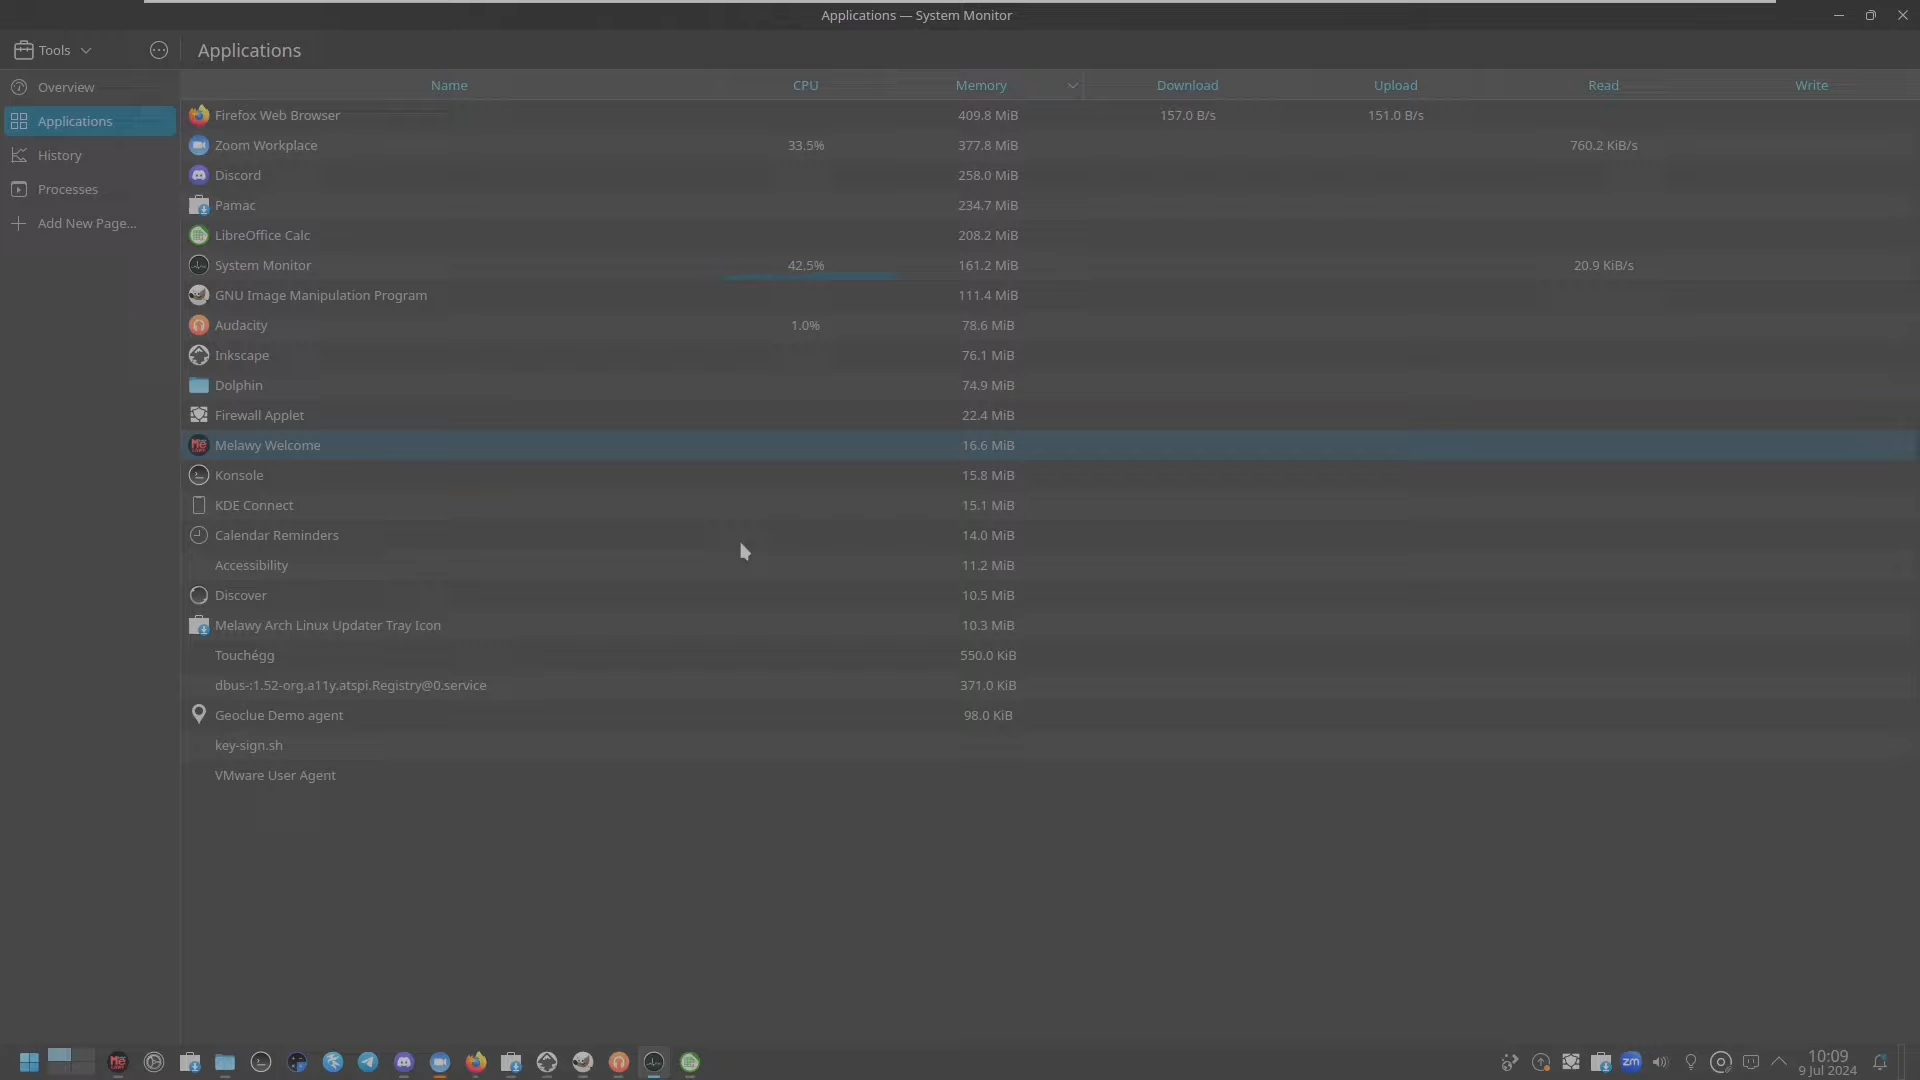 Applications — System Monitor
Tools
Applications
Overview
Applications
History
Processes
Add New Page...
Name CPU Memory Download Upload Read Write
Firefox Web Browser 409.8 MiB 157.0 B/s 151.0 B/s
Zoom Workplace 33.5% 377.8 MiB 760.2 KiB/s
Discord 258.0 MiB
Pamac 234.7 MiB
LibreOffice Calc 208.2 MiB
System Monitor 42.5% 161.2 MiB 20.9 KiB/s
GNU Image Manipulation Program 111.4 MiB
Audacity 1.0% 78.6 MiB
Inkscape 76.1 MiB
Dolphin 74.9 MiB
Firewall Applet 22.4 MiB
Melawy Welcome 16.6 MiB
Konsole 15.8 MiB
KDE Connect 15.1 MiB
Calendar Reminders 14.0 MiB
Accessibility 11.2 MiB
Discover 10.5 MiB
Melawy Arch Linux Updater Tray Icon 10.3 MiB
Touchégg 550.0 KiB
dbus-:1.52-org.a11y.atspi.Registry@0.service 371.0 KiB
Geoclue Demo agent 98.0 KiB
key-sign.sh
VMware User Agent
zm
10:09
9 Jul 2024